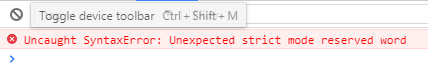 Toggle device toolbar Ctrl + Shift + M
Uncaught SyntaxError: Unexpected strict mode reserved word